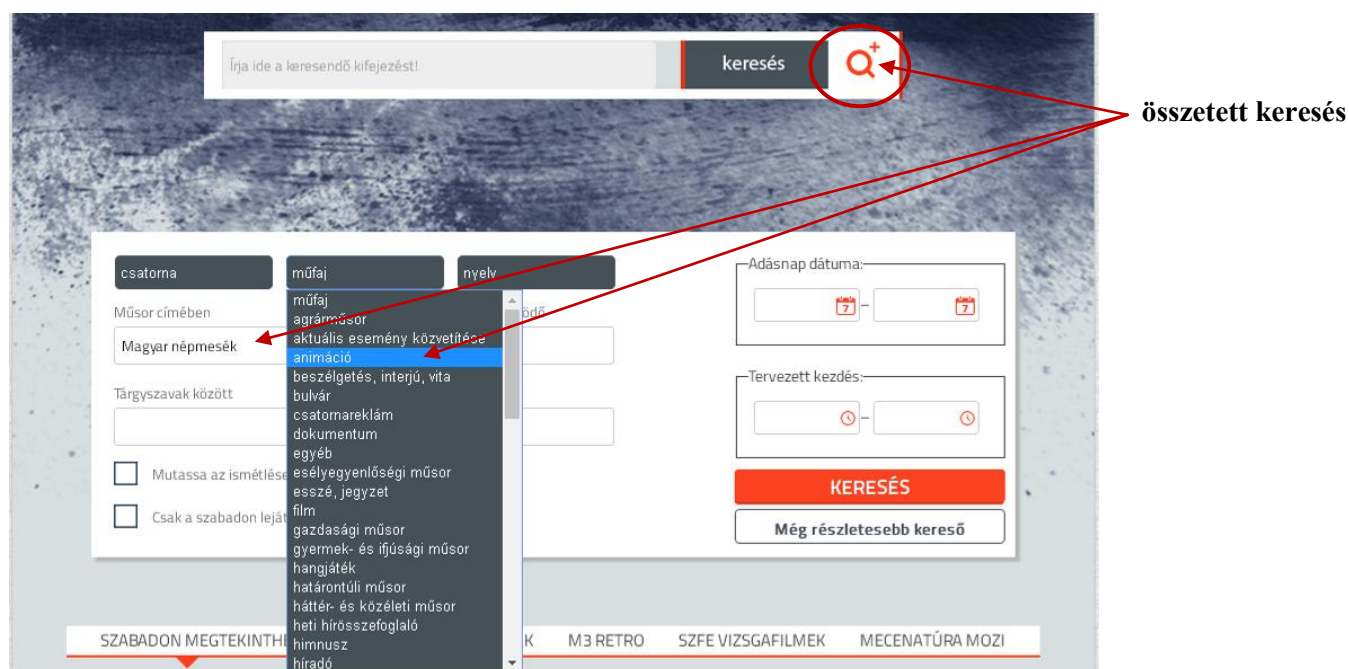 Írja ide a keresendő kifejezést!
keresés
összetett keresés
csatorna
műfaj
nyelv
Adásnap dátuma:
7
–
7
Műsor címében
Magyar népmesék
Tárgyszavak között
műfaj
agrárműsor
aktuális esemény közvetítése
animáció
beszélgetés, interjú, vita
bulvár
csatornareklám
dokumentum
egyéb
esélyegyenlőségi műsor
esszé, jegyzet
film
gazdasági műsor
gyermek- és ifjúsági műsor
hangjáték
határontúli műsor
háttér- és közéleti műsor
heti hírösszefoglaló
himnusz
híradó
Tervezett kezdés:
–
Mutassa az ismétlése
Csak a szabadon leját
KERESÉS
Még részletesebb kereső
SZABADON MEGTEKINTHE
K
M3 RETRO
SZFE VIZSGAFILMEK
MECENATÚRA MOZI